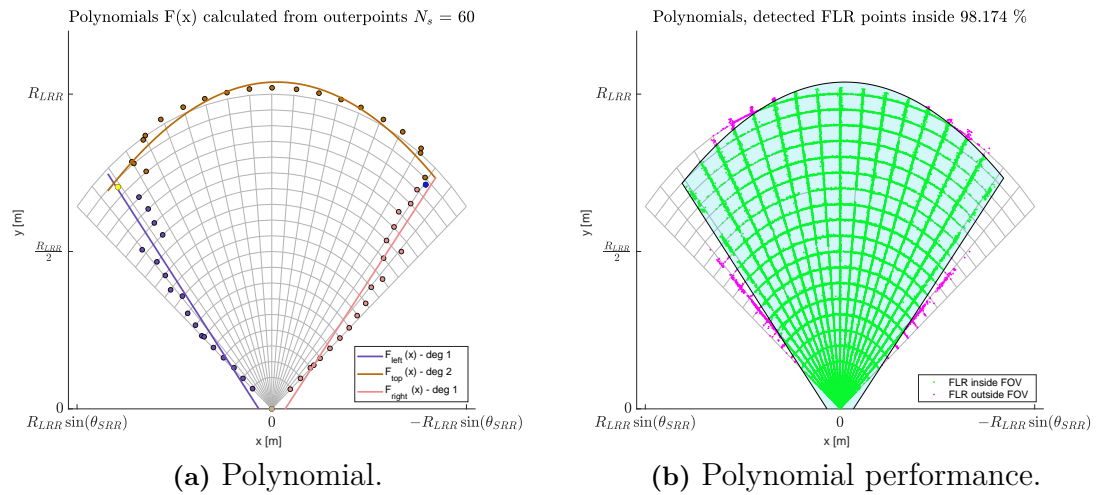 Polynomials F(x) calculated from outerpoints N_s = 60
R_LRR
y [m]
R_LRR/2
0
R_LRR sin(θ_SRR)
0
−R_LRR sin(θ_SRR)
x [m]
F_left (x) - deg 1
F_top (x) - deg 2
F_right (x) - deg 1
(a) Polynomial.
Polynomials, detected FLR points inside 98.174 %
R_LRR
y [m]
R_LRR/2
0
R_LRR sin(θ_SRR)
0
−R_LRR sin(θ_SRR)
x [m]
FLR inside FOV
FLR outside FOV
(b) Polynomial performance.